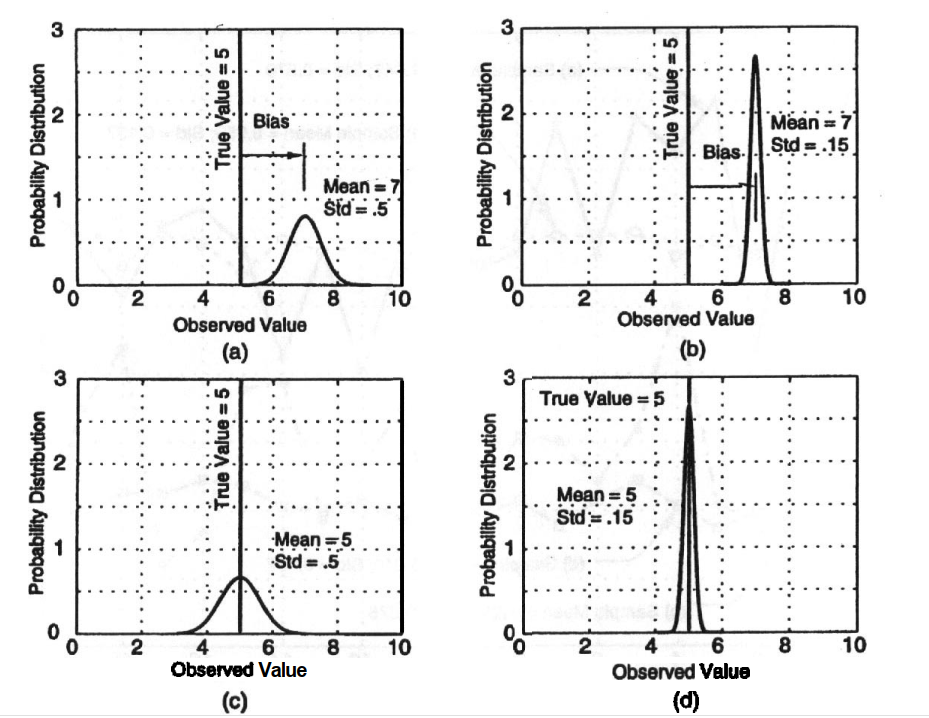 3
2
1
0
Probability Distribution
True Value = 5
Bias
Mean = 7
Std = .5
0 2 4 6 8 10
Observed Value
(a)
3
2
1
0
Probability Distribution
True Value = 5
Bias
Mean = 7
Std = .15
0 2 4 6 8 10
Observed Value
(b)
3
2
1
0
Probability Distribution
True Value = 5
Mean = 5
Std = .5
0 2 4 6 8 10
Observed Value
(c)
3
2
1
0
Probability Distribution
True Value = 5
Mean = 5
Std = .15
0 2 4 6 8 10
Observed Value
(d)